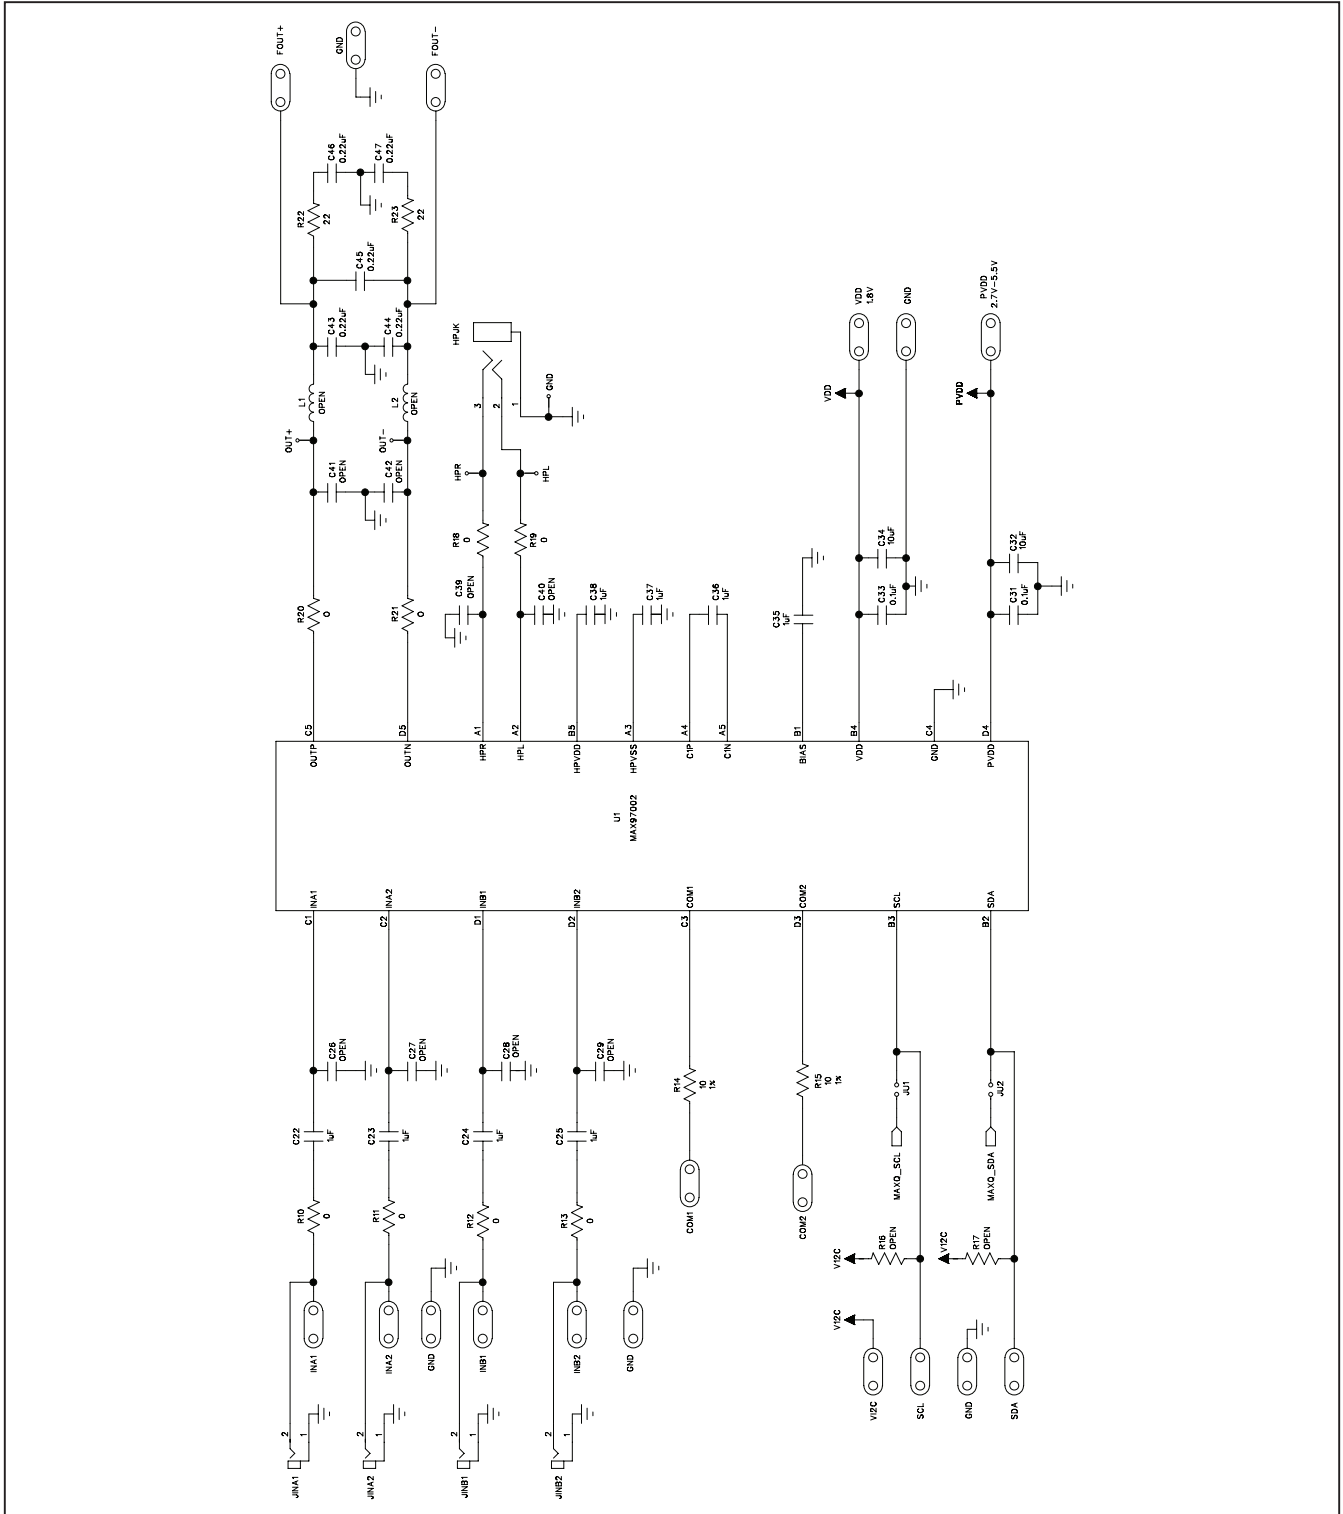 FOUT+
GND
FOUT-
C46
0.22uF
C47
0.22uF
R22
22
R23
22
C45
0.22uF
C43
0.22uF
C44
0.22uF
L1
OPEN
L2
OPEN
OUT+
OUT-
C41
OPEN
C42
OPEN
R20
0
R21
0
HPJK
3
2
1
GND
HPR
HPL
R18
0
R19
0
C39
OPEN
C40
OPEN
C38
1uF
C37
1uF
C36
1uF
C35
1uF
VDD
1.8V
GND
PVDD
2.7V-5.5V
VDD
PVDD
C34
10uF
C33
0.1uF
C32
10uF
C31
0.1uF
C5
D5
A1
A2
B5
A3
A4
A5
B1
B4
C4
D4
OUTP
OUTN
HPR
HPL
HPVDD
HPVSS
C1P
C1N
BIAS
VDD
GND
PVDD
U1
MAX97002
INA1
INA2
INB1
INB2
COM1
COM2
SCL
SDA
C1
C2
D1
D2
C3
D3
B3
B2
C26
OPEN
C27
OPEN
C28
OPEN
C29
OPEN
C22
1uF
C23
1uF
C24
1uF
C25
1uF
R14
10
1%
R15
10
1%
JU1
JU2
MAXQ_SCL
MAXQ_SDA
R10
0
R11
0
R12
0
R13
0
COM1
COM2
V12C
R16
OPEN
V12C
R17
OPEN
V12C
INA1
INA2
GND
INB1
INB2
GND
VI2C
SCL
GND
SDA
2
1
2
1
2
1
2
1
JINA1
JINA2
JINB1
JINB2